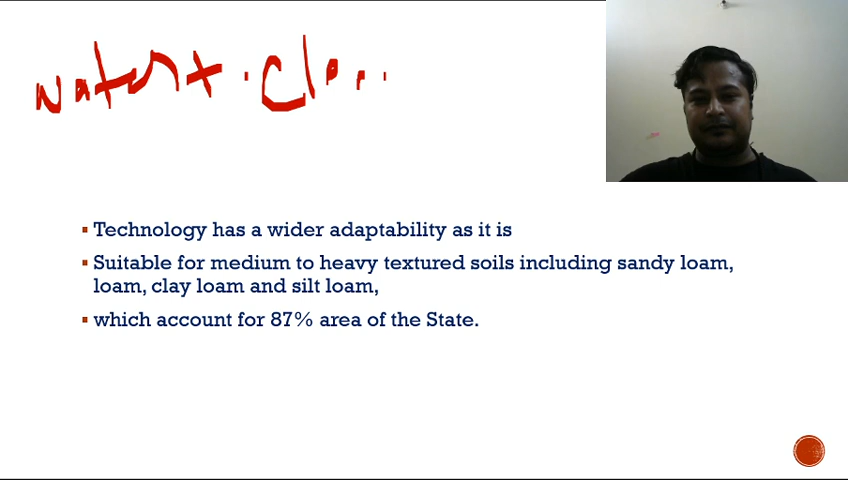 Technology has a wider adaptability as it is
Suitable for medium to heavy textured soils including sandy loam,
loam, clay loam and silt loam,
which account for 87% area of the State.